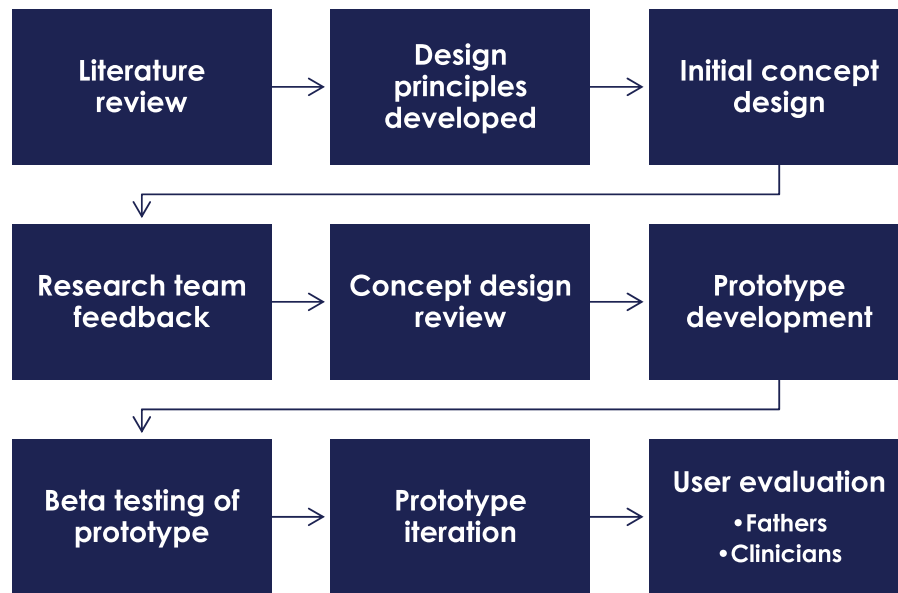 Literature
review
Design
principles
developed
Initial concept
design
Research team
feedback
Concept design
review
Prototype
development
Beta testing of
prototype
Prototype
iteration
User evaluation
•Fathers
•Clinicians